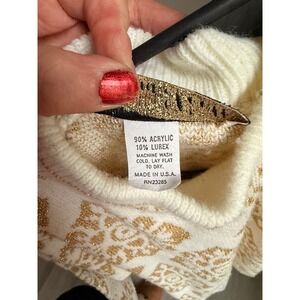 90% ACRYLIC
10% LUREX
MACHINE WASH
COLD, LAY FLAT
TO DRY.
MADE IN U.S.A.
RN23285